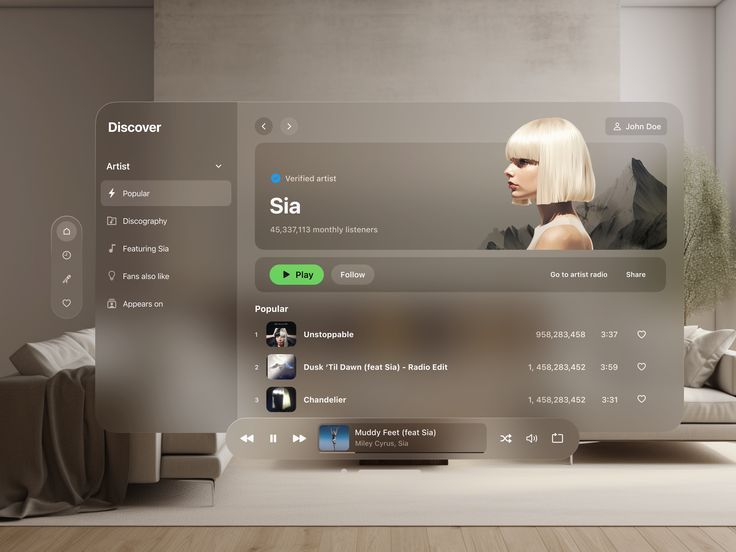 Discover
John Doe
Artist
Popular
Discography
Featuring Sia
Fans also like
Appears on
Verified artist
Sia
45,337,113 monthly listeners
Play
Follow
Go to artist radio
Share
Popular
1 Unstoppable 958,283,458 3:37
2 Dusk ‘Til Dawn (feat Sia) - Radio Edit 1, 458,283,452 3:59
3 Chandelier 1, 458,283,452 3:31
Muddy Feet (feat Sia)
Miley Cyrus, Sia